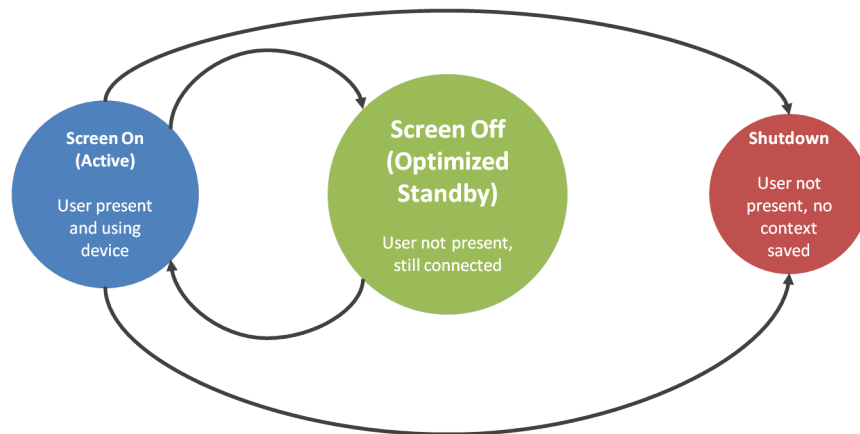 Screen On
(Active)
User present
and using
device
Screen Off
(Optimized
Standby)
User not present,
still connected
Shutdown
User not
present, no
context
saved